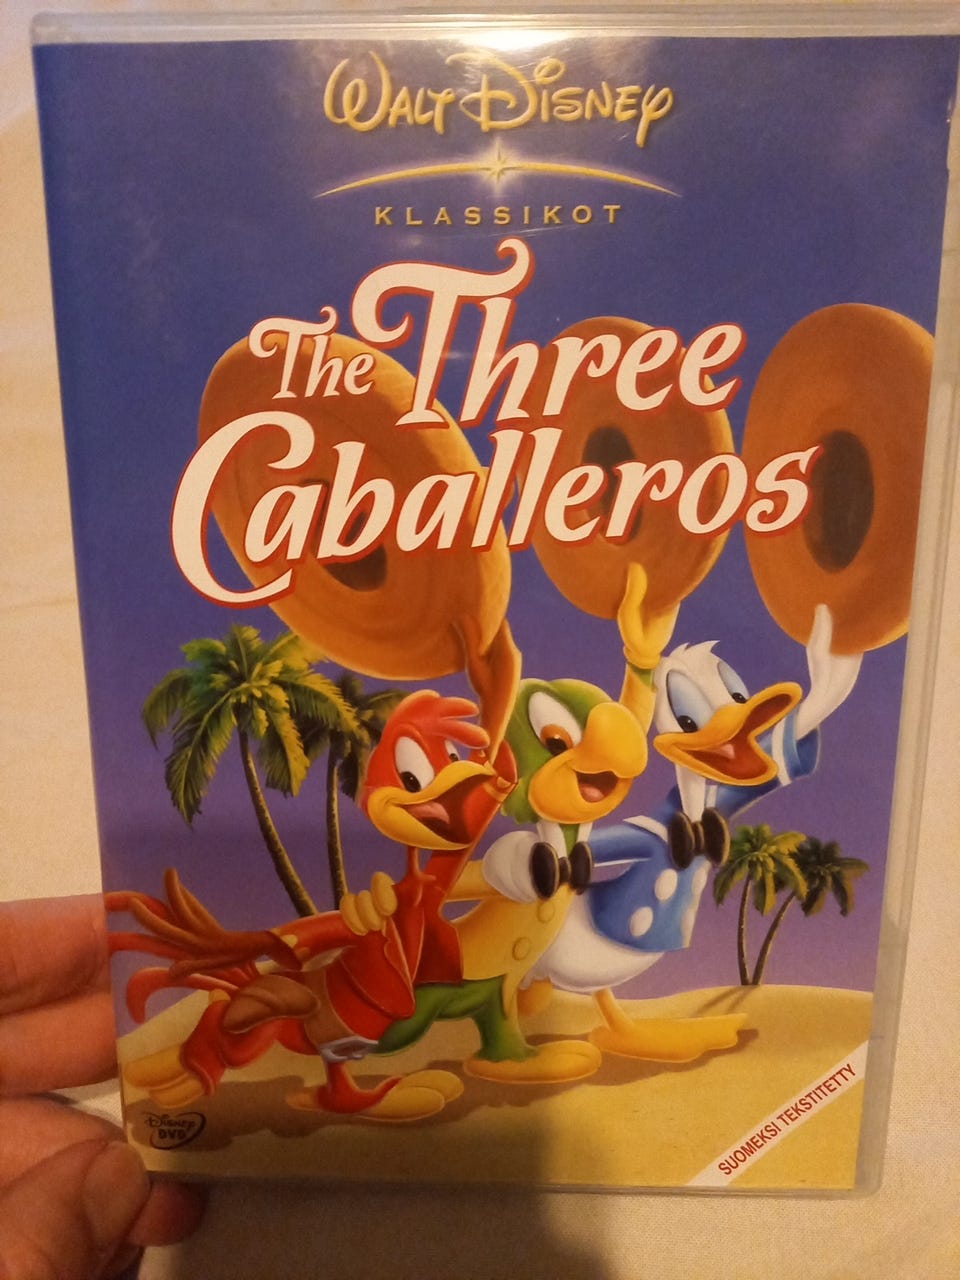 WALT DISNEY
KLASSIKOT
The Three
Caballeros
DISNEY
DVD
SUOMEKSI TEKSTITETTY